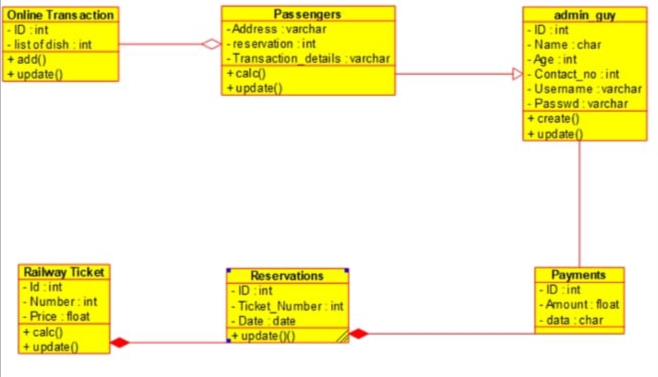 Online Transaction
- ID : int
- list of dish : int
+ add()
+ update()
Passengers
-Address : varchar
- reservation : int
- Transaction_details : varchar
+ calc()
+ update()
admin_guy
- ID : int
- Name : char
- Age : int
- Contact_no : int
- Username : varchar
- Passwd : varchar
+ create()
+ update()
Railway Ticket
- Id : int
- Number : int
- Price : float
+ calc()
+ update()
Reservations
- ID : int
- Ticket_Number : int
- Date : date
+ update()()
Payments
- ID : int
- Amount : float
- data : char